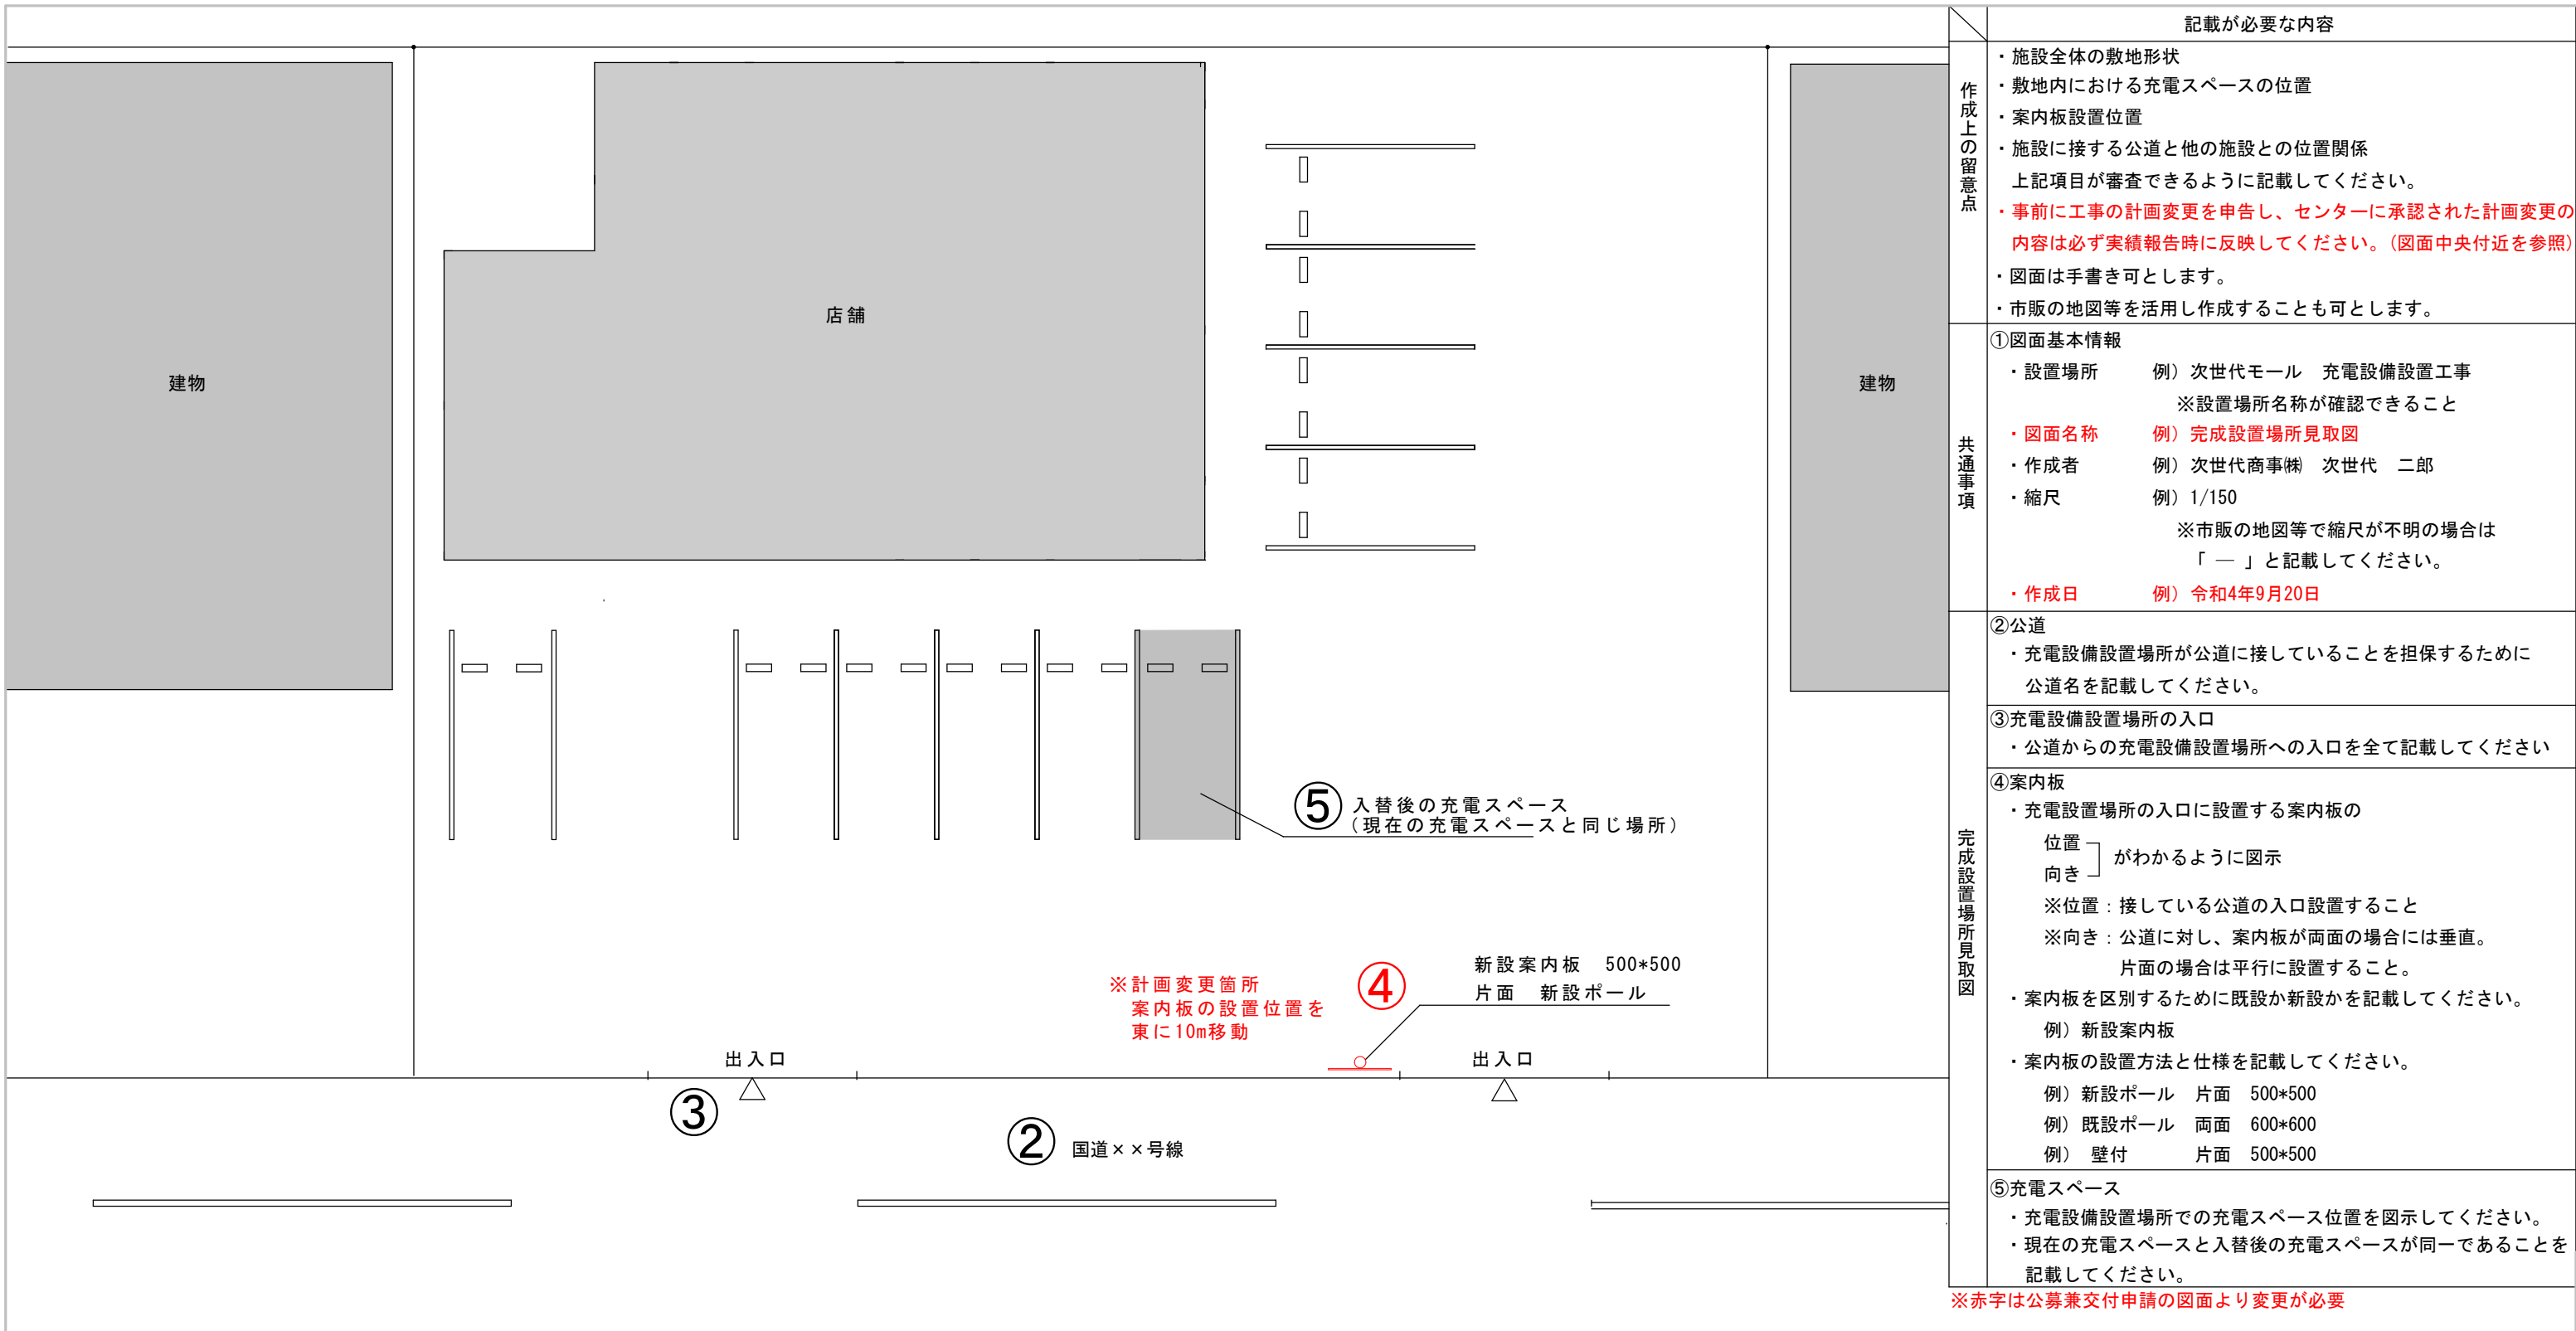 建物
店舗
建物
⑤ 入替後の充電スペース
（現在の充電スペースと同じ場所）
※計画変更箇所
案内板の設置位置を
東に10m移動
④
新設案内板 500*500
片面 新設ポール
出入口
出入口
③
② 国道××号線
記載が必要な内容
作成上の留意点
・施設全体の敷地形状
・敷地内における充電スペースの位置
・案内板設置位置
・施設に接する公道と他の施設との位置関係
上記項目が審査できるように記載してください。
・事前に工事の計画変更を申告し、センターに承認された計画変更の
内容は必ず実績報告時に反映してください。（図面中央付近を参照）
・図面は手書き可とします。
・市販の地図等を活用し作成することも可とします。
共通事項
①図面基本情報
・設置場所 例）次世代モール 充電設備設置工事
※設置場所名称が確認できること
・図面名称 例）完成設置場所見取図
・作成者 例）次世代商事㈱ 次世代 二郎
・縮尺 例）1/150
※市販の地図等で縮尺が不明の場合は
「 ― 」と記載してください。
・作成日 例）令和4年9月20日
完成設置場所見取図
②公道
・充電設備設置場所が公道に接していることを担保するために
公道名を記載してください。
③充電設備設置場所の入口
・公道からの充電設備設置場所への入口を全て記載してください
④案内板
・充電設置場所の入口に設置する案内板の
位置
がわかるように図示
向き
※位置：接している公道の入口設置すること
※向き：公道に対し、案内板が両面の場合には垂直。
片面の場合は平行に設置すること。
・案内板を区別するために既設か新設かを記載してください。
例）新設案内板
・案内板の設置方法と仕様を記載してください。
例）新設ポール 片面 500*500
例）既設ポール 両面 600*600
例） 壁付 片面 500*500
⑤充電スペース
・充電設備設置場所での充電スペース位置を図示してください。
・現在の充電スペースと入替後の充電スペースが同一であることを
記載してください。
※赤字は公募兼交付申請の図面より変更が必要